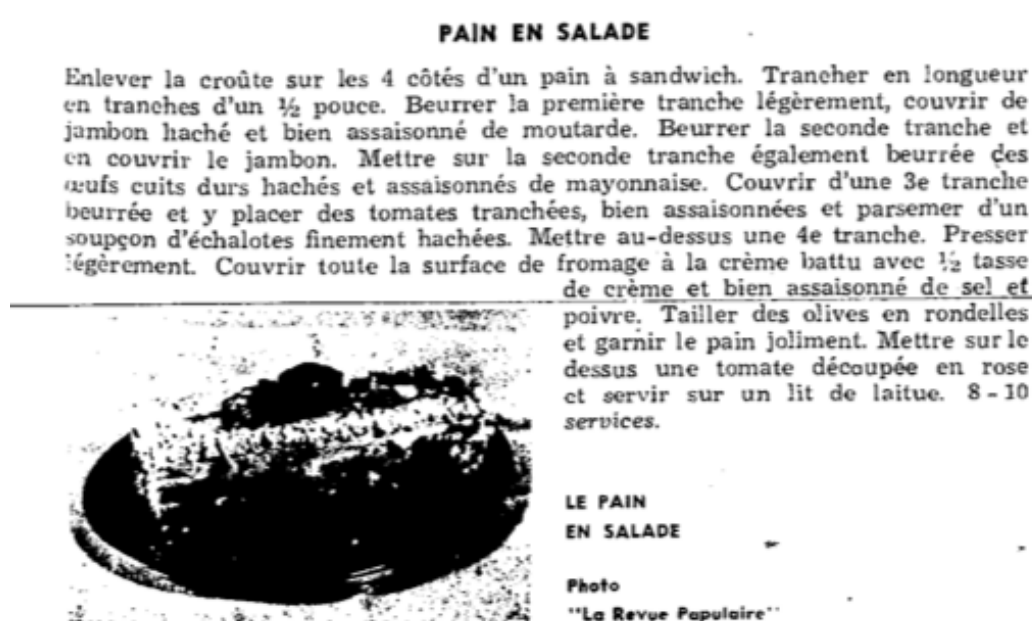 PAIN EN SALADE
Enlever la croûte sur les 4 côtés d'un pain à sandwich. Trancher en longueur
en tranches d'un ½ pouce. Beurrer la première tranche légèrement, couvrir de
jambon haché et bien assaisonné de moutarde. Beurrer la seconde tranche et
en couvrir le jambon. Mettre sur la seconde tranche également beurrée des
œufs cuits durs hachés et assaisonnés de mayonnaise. Couvrir d'une 3e tranche
beurrée et y placer des tomates tranchées, bien assaisonnées et parsemer d'un
soupçon d'échalotes finement hachées. Mettre au-dessus une 4e tranche. Presser
légèrement. Couvrir toute la surface de fromage à la crème battu avec ½ tasse
de crème et bien assaisonné de sel et
poivre. Tailler des olives en rondelles
et garnir le pain joliment. Mettre sur le
dessus une tomate découpée en rose
et servir sur un lit de laitue. 8-10
services.
LE PAIN
EN SALADE
Photo
"La Revue Populaire"